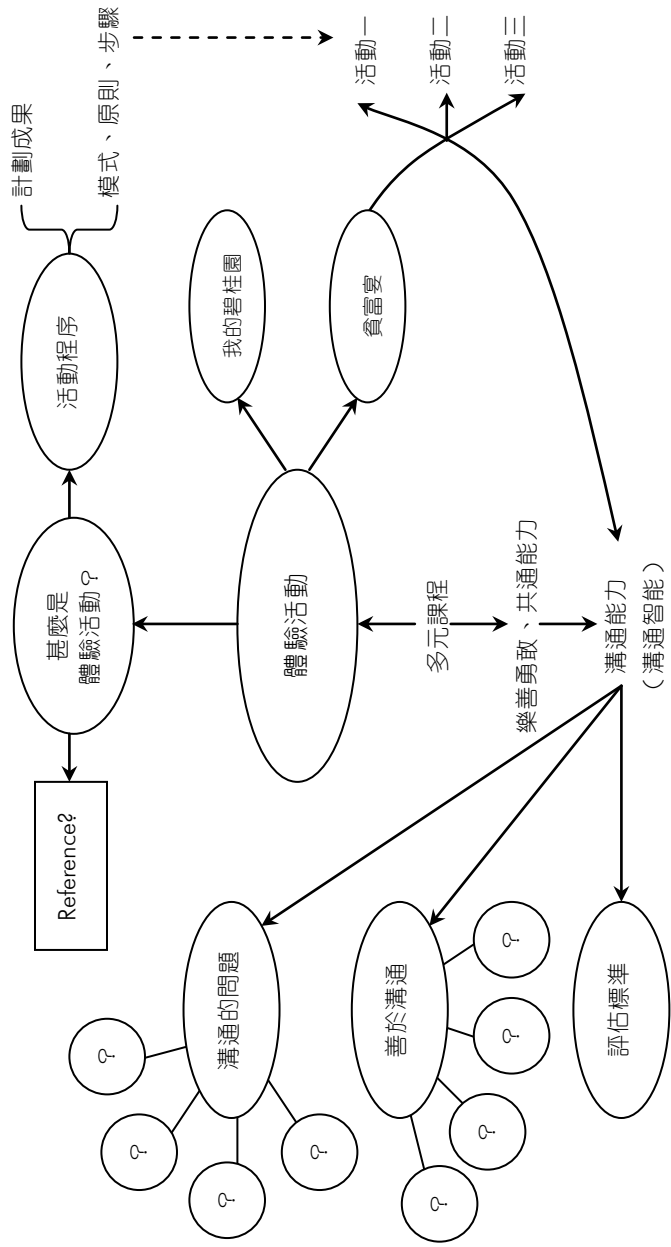 Reference?
甚麼是
體驗活動？
活動程序
計劃成果
模式、原則、步驟
體驗活動
我的碧桂園
貧富宴
活動一
活動二
活動三
多元課程
樂善勇敢、共通能力
溝通能力
（溝通智能）
溝通的問題
?
?
?
?
善於溝通
?
?
?
?
評估標準